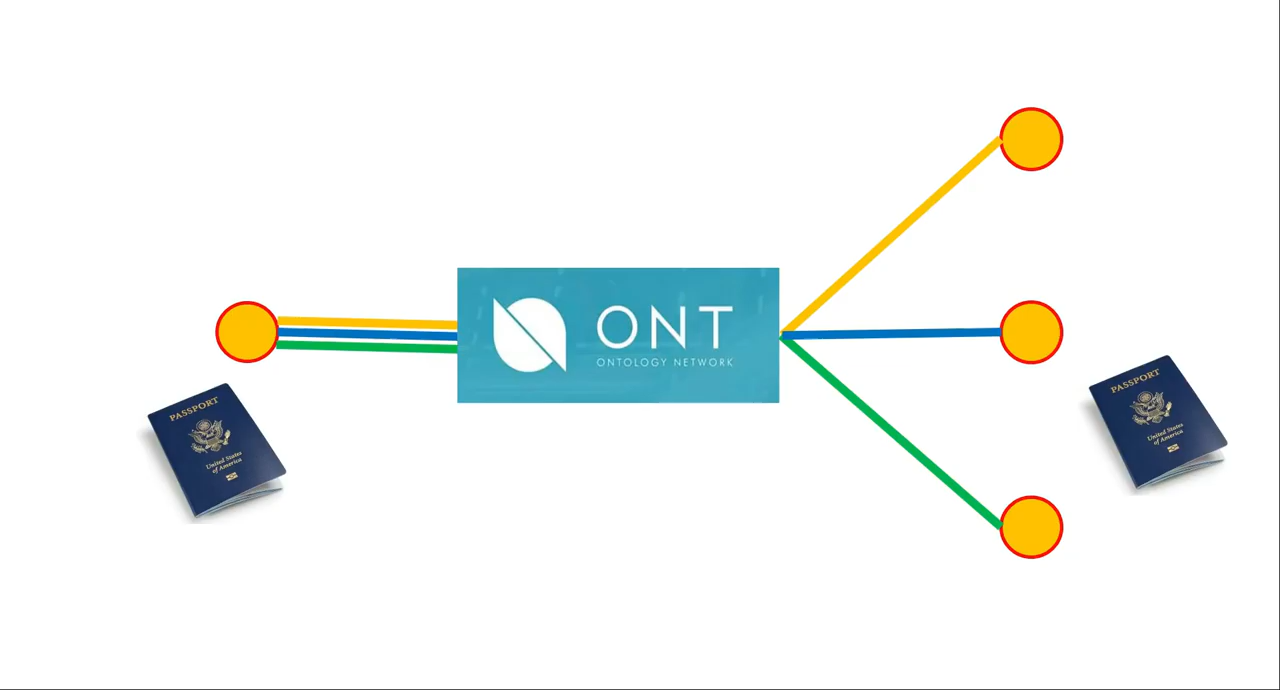 ONT
ONTOLOGY NETWORK
PASSPORT
United States
of America
PASSPORT
United States
of America